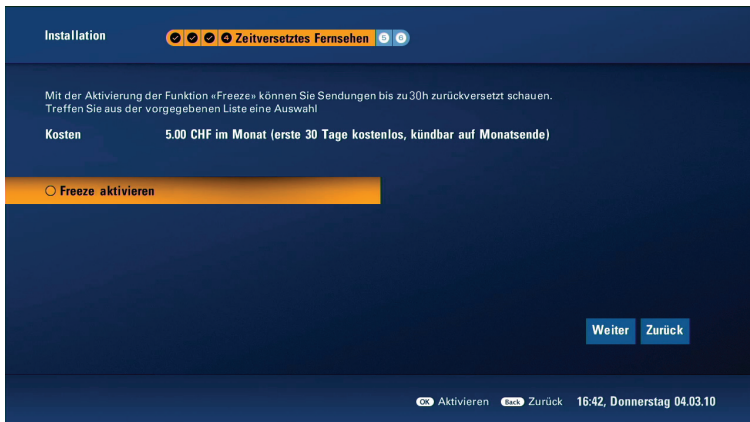 Installation
4 Zeitversetztes Fernsehen 5 6
Mit der Aktivierung der Funktion «Freeze» können Sie Sendungen bis zu 30h zurückversetzt schauen.
Treffen Sie aus der vorgegebenen Liste eine Auswahl
Kosten 5.00 CHF im Monat (erste 30 Tage kostenlos, kündbar auf Monatsende)
Freeze aktivieren
Weiter Zurück
OK Aktivieren Back Zurück 16:42, Donnerstag 04.03.10